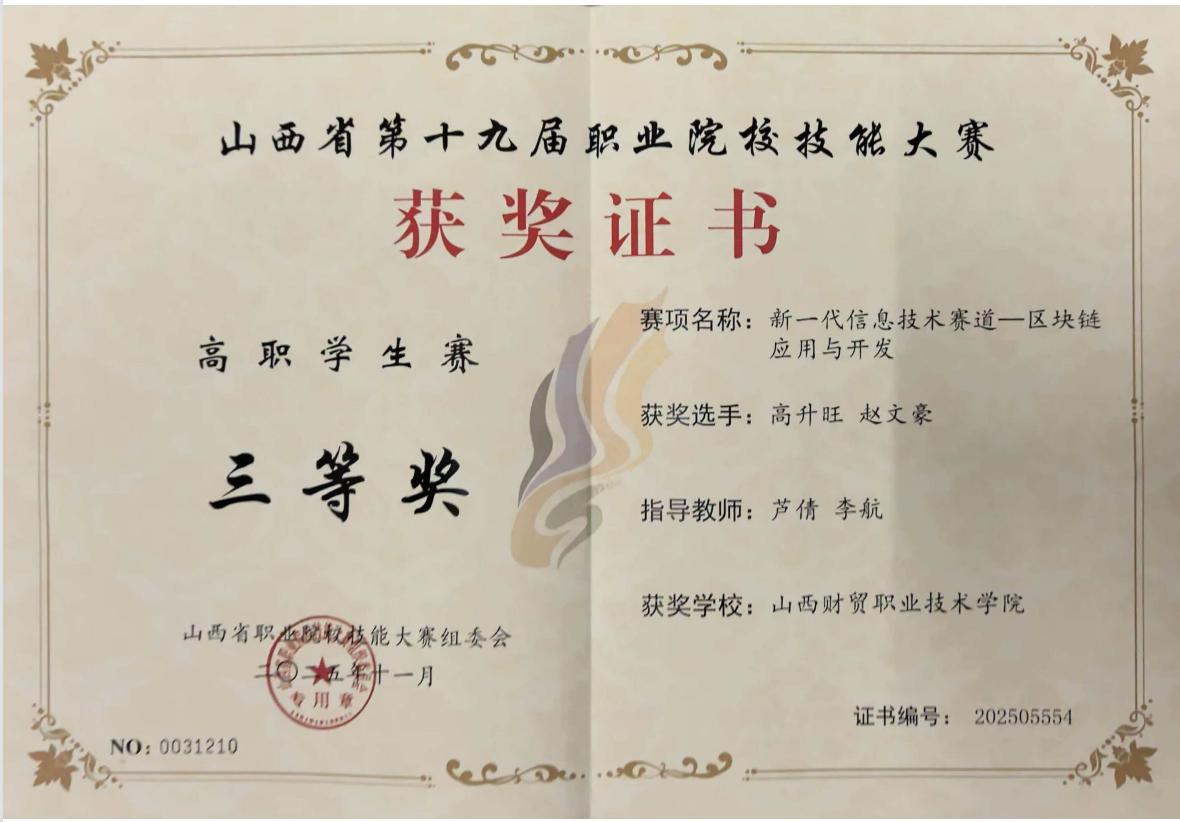 山西省第十九届职业院校技能大赛
获奖证书
高职学生赛
三等奖
山西省职业院校技能大赛组委会
二〇二五年十一月
专用章
NO: 0031210
赛项名称：新一代信息技术赛道—区块链
应用与开发
获奖选手：高升旺 赵文豪
指导教师：芦倩 李航
获奖学校：山西财贸职业技术学院
证书编号： 202505554